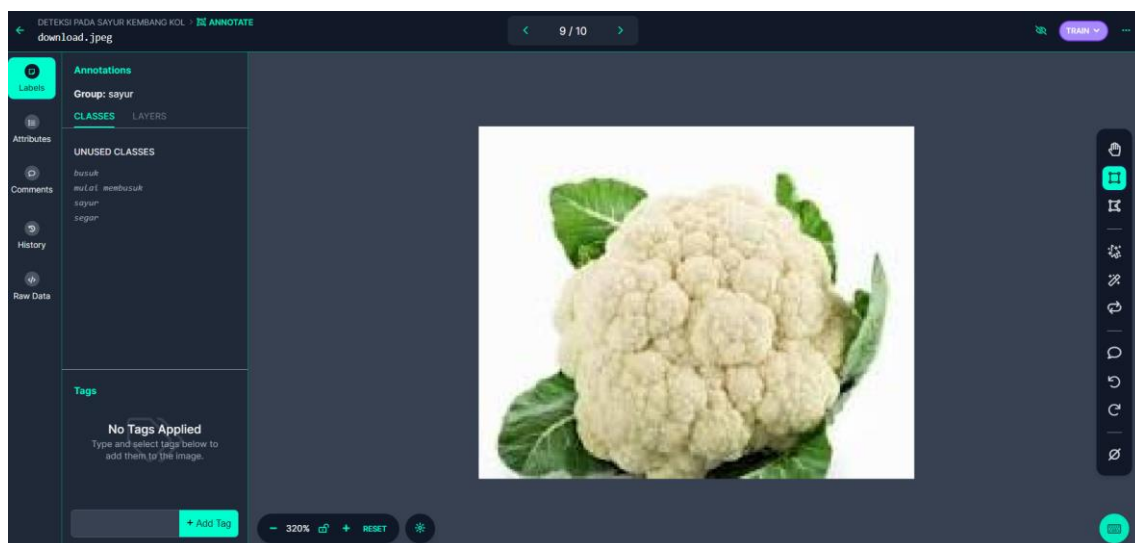 DETEKSI PADA SAYUR KEMBANG KOL > ANNOTATE
download.jpeg
9 / 10
TRAIN
Labels
Attributes
Comments
History
Raw Data
Annotations
Group: sayur
CLASSES LAYERS
UNUSED CLASSES
busuk
mulai membusuk
sayur
segar
Tags
No Tags Applied
Type and select tags below to
add them to the image.
+ Add Tag
− 320% + RESET